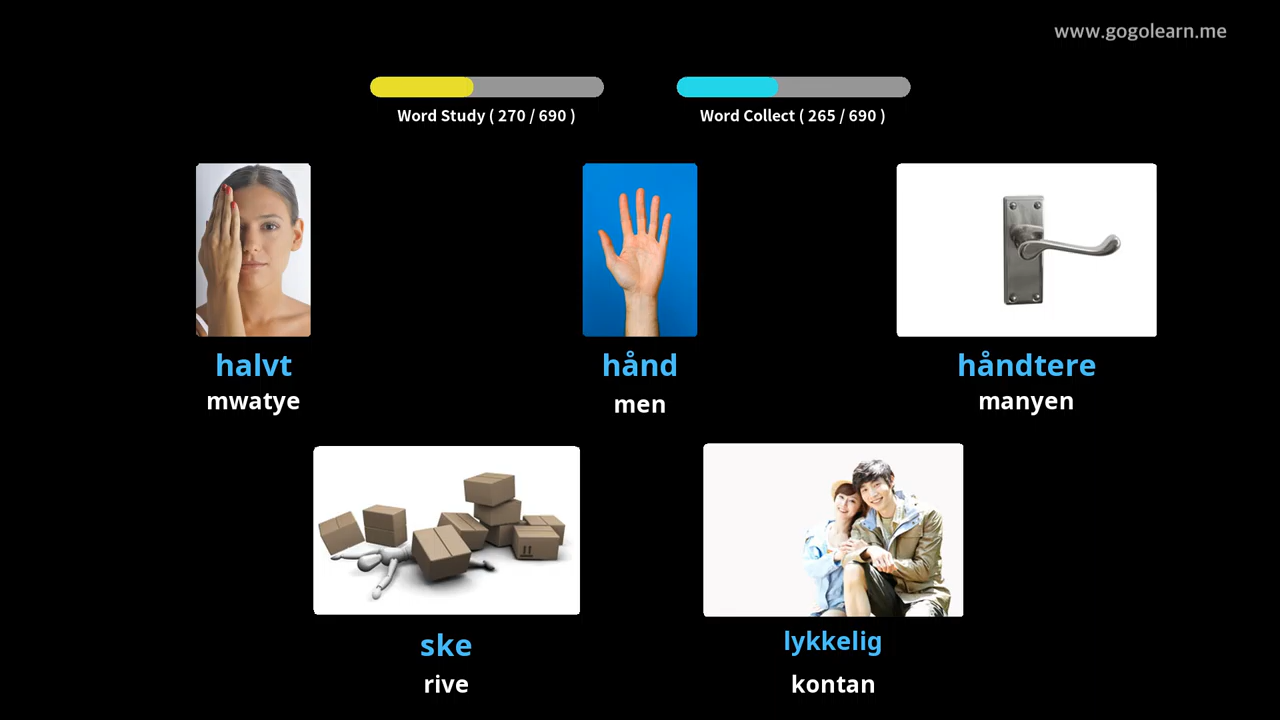 www.gogolearn.me
Word Study ( 270 / 690 )
Word Collect ( 265 / 690 )
halvt
mwatye
hånd
men
håndtere
manyen
ske
rive
lykkelig
kontan